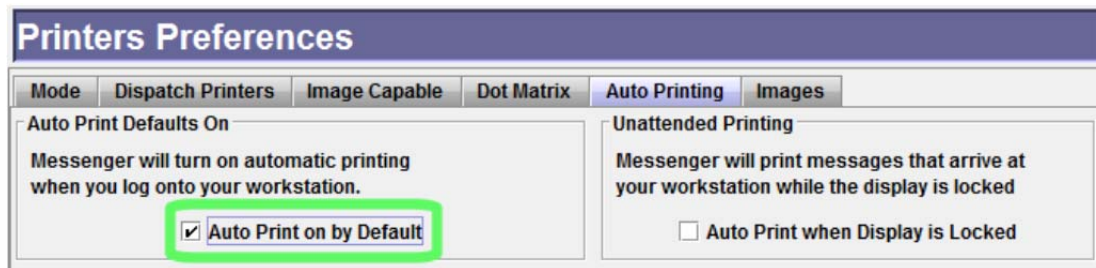 Printers Preferences
Mode Dispatch Printers Image Capable Dot Matrix Auto Printing Images
Auto Print Defaults On
Messenger will turn on automatic printing
when you log onto your workstation.
Auto Print on by Default
Unattended Printing
Messenger will print messages that arrive at
your workstation while the display is locked
Auto Print when Display is Locked